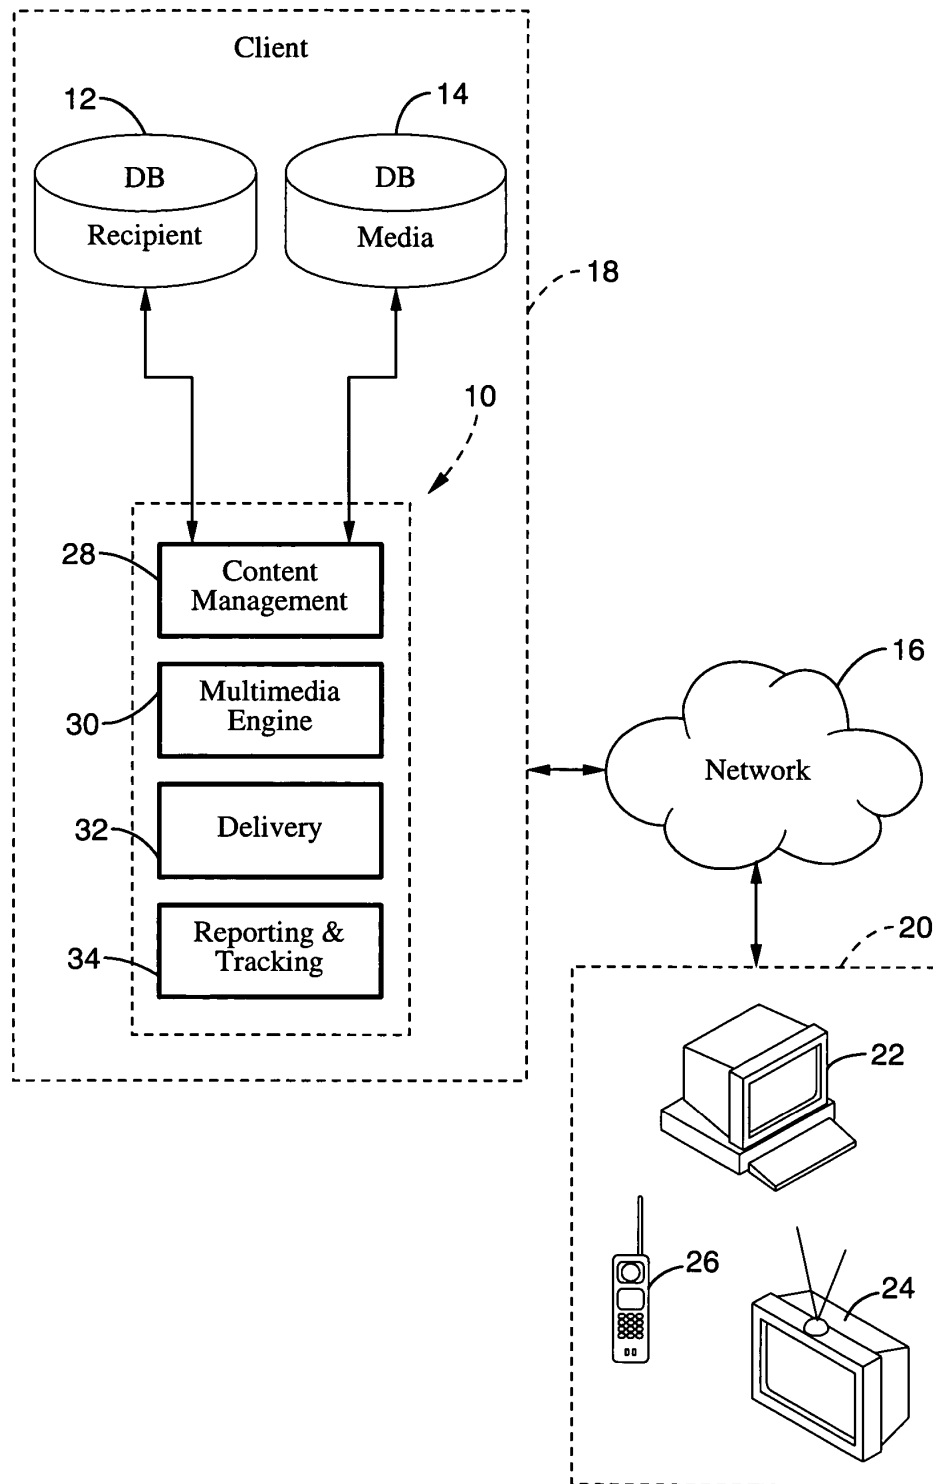 Client
12
14
DB
Recipient
DB
Media
18
10
28
Content
Management
30
Multimedia
Engine
32
Delivery
34
Reporting &
Tracking
16
Network
20
22
26
24